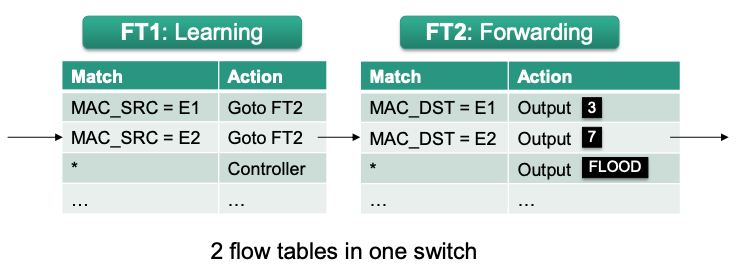 FT1: Learning
FT2: Forwarding
Match Action
MAC_SRC = E1 Goto FT2
MAC_SRC = E2 Goto FT2
* Controller
... ...
Match Action
MAC_DST = E1 Output 3
MAC_DST = E2 Output 7
* Output FLOOD
... ...
2 flow tables in one switch